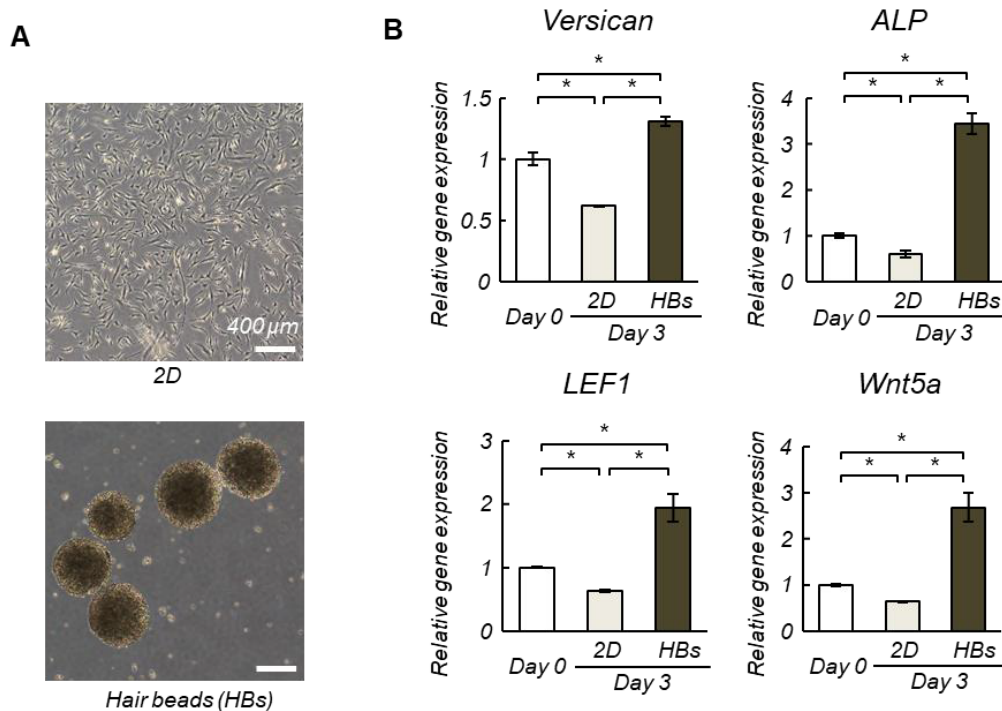 A
400 µm
2D
Hair beads (HBs)
B
Versican
*
* *
Relative gene expression
1.5
1
0.5
0
Day 0
2D HBs
Day 3
ALP
*
* *
Relative gene expression
4
3
2
1
0
Day 0
2D HBs
Day 3
LEF1
*
* *
Relative gene expression
3
2
1
0
Day 0
2D HBs
Day 3
Wnt5a
*
* *
Relative gene expression
4
3
2
1
0
Day 0
2D HBs
Day 3